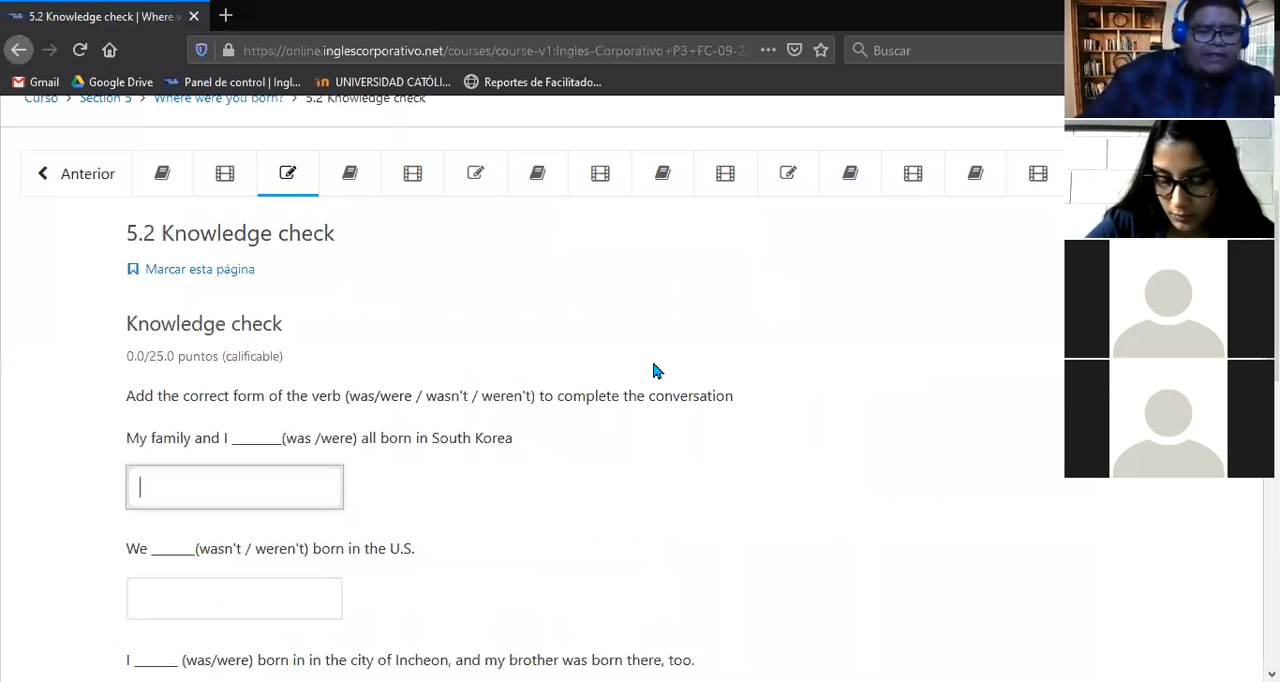 5.2 Knowledge check | Where w
https://online.inglescorporativo.net/courses/course-v1:Ingles-Corporativo+P3+FC-09-2
Buscar
Gmail
Google Drive
Panel de control | Ingl...
UNIVERSIDAD CATÓLI...
Reportes de Facilitado...
Curso > Section 5 > Where were you born? > 5.2 Knowledge check
Anterior
5.2 Knowledge check
Marcar esta página
Knowledge check
0.0/25.0 puntos (calificable)
Add the correct form of the verb (was/were / wasn't / weren't) to complete the conversation
My family and I _______(was /were) all born in South Korea
We ______(wasn't / weren't) born in the U.S.
I ______ (was/were) born in in the city of Incheon, and my brother was born there, too.